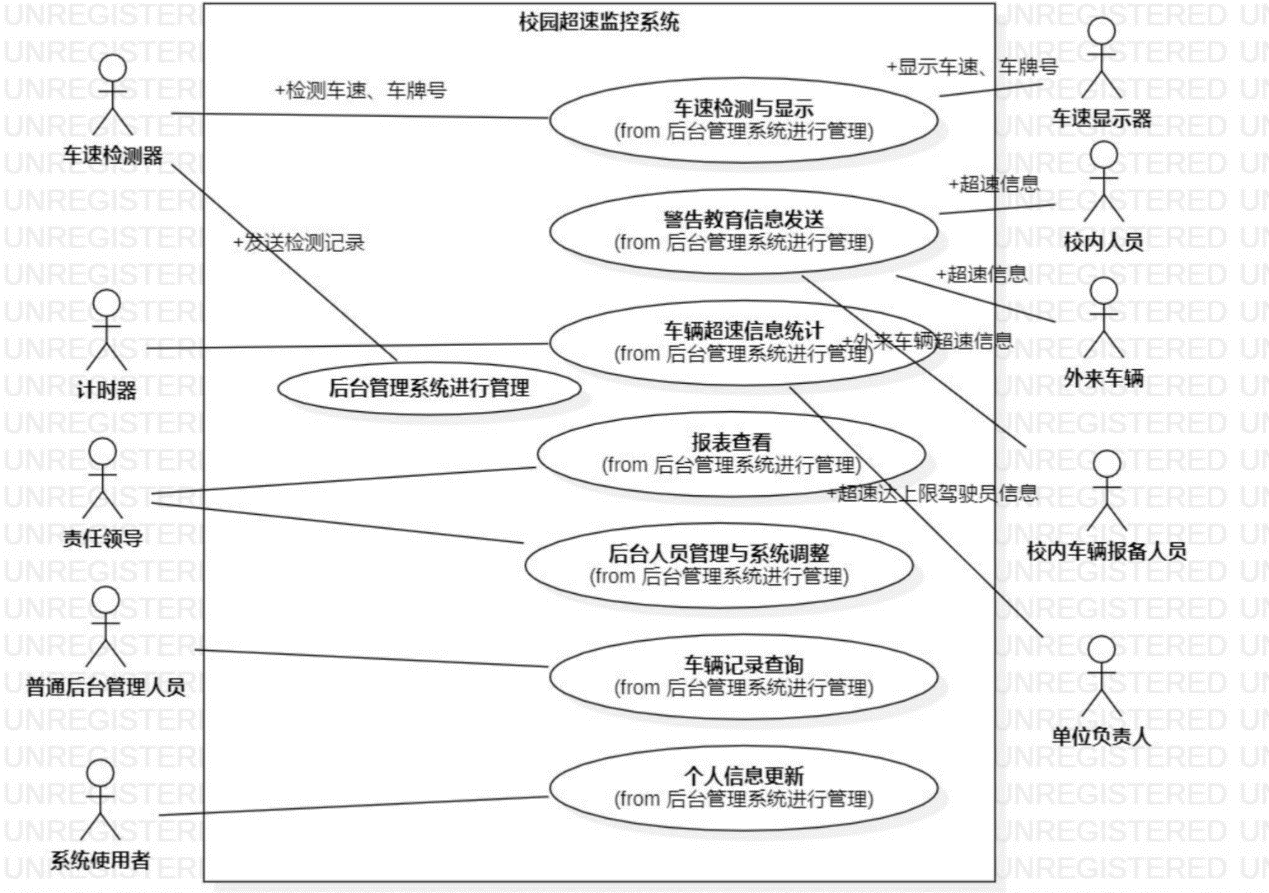 校园超速监控系统
+检测车速、车牌号
+显示车速、车牌号
车速检测与显示
(from 后台管理系统进行管理)
车速检测器
车速显示器
+超速信息
警告教育信息发送
(from 后台管理系统进行管理)
校内人员
+发送检测记录
+超速信息
车辆超速信息统计
(from 后台管理系统进行管理)
+外来车辆超速信息
计时器
后台管理系统进行管理
外来车辆
报表查看
(from 后台管理系统进行管理)
+超速达上限驾驶员信息
责任领导
后台人员管理与系统调整
(from 后台管理系统进行管理)
校内车辆报备人员
车辆记录查询
(from 后台管理系统进行管理)
普通后台管理人员
单位负责人
个人信息更新
(from 后台管理系统进行管理)
系统使用者
UNREGISTERED